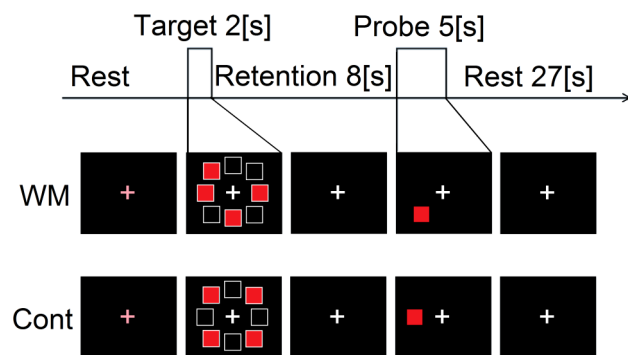 Target 2[s]
Probe 5[s]
Rest
Retention 8[s]
Rest 27[s]
WM
Cont